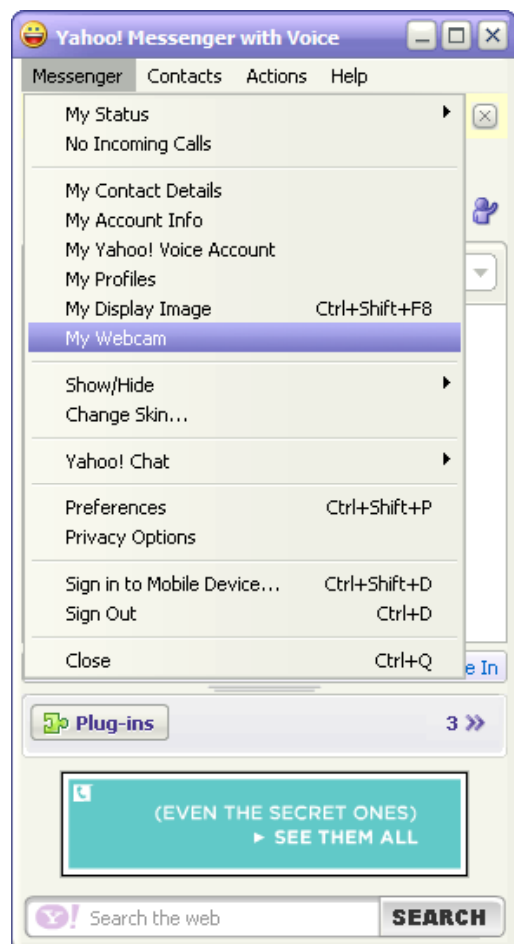 Yahoo! Messenger with Voice
Messenger Contacts Actions Help
My Status
No Incoming Calls
My Contact Details
My Account Info
My Yahoo! Voice Account
My Profiles
My Display Image Ctrl+Shift+F8
My Webcam
Show/Hide
Change Skin...
Yahoo! Chat
Preferences Ctrl+Shift+P
Privacy Options
Sign in to Mobile Device... Ctrl+Shift+D
Sign Out Ctrl+D
Close Ctrl+Q
e In
Plug-ins 3
(EVEN THE SECRET ONES)
SEE THEM ALL
Y! Search the web SEARCH